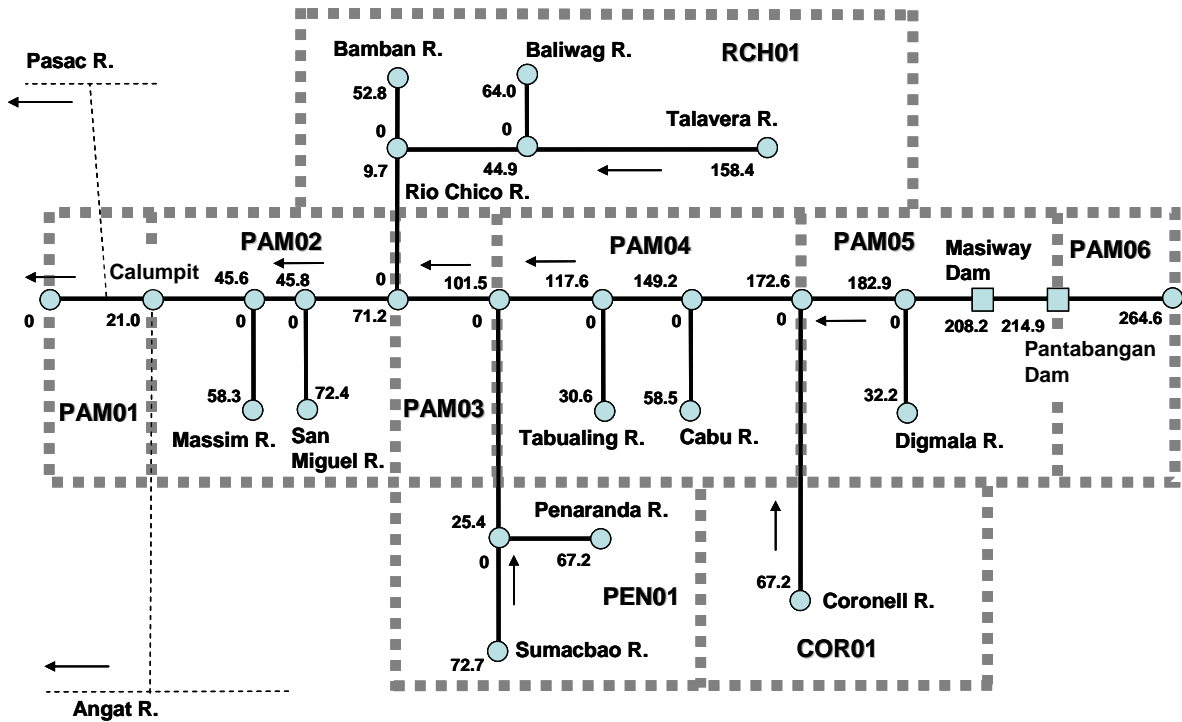 Bamban R.
Baliwag R.
RCH01
Pasac R.
52.8
64.0
Talavera R.
0
0
9.7
44.9
158.4
Rio Chico R.
PAM02
PAM04
PAM05
Masiway
Dam
PAM06
Calumpit
45.6
45.8
0
101.5
117.6
149.2
172.6
182.9
0
21.0
0
0
71.2
0
0
0
0
0
208.2
214.9
264.6
Pantabangan
Dam
PAM01
58.3
72.4
PAM03
30.6
58.5
32.2
Massim R.
San
Miguel R.
Tabualing R.
Cabu R.
Digmala R.
25.4
Penaranda R.
0
67.2
67.2
PEN01
Coronell R.
72.7
Sumacbao R.
COR01
Angat R.